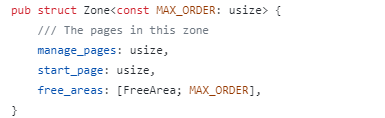 pub struct Zone<const MAX_ORDER: usize> {
    /// The pages in this zone
    manage_pages: usize,
    start_page: usize,
    free_areas: [FreeArea; MAX_ORDER],
}